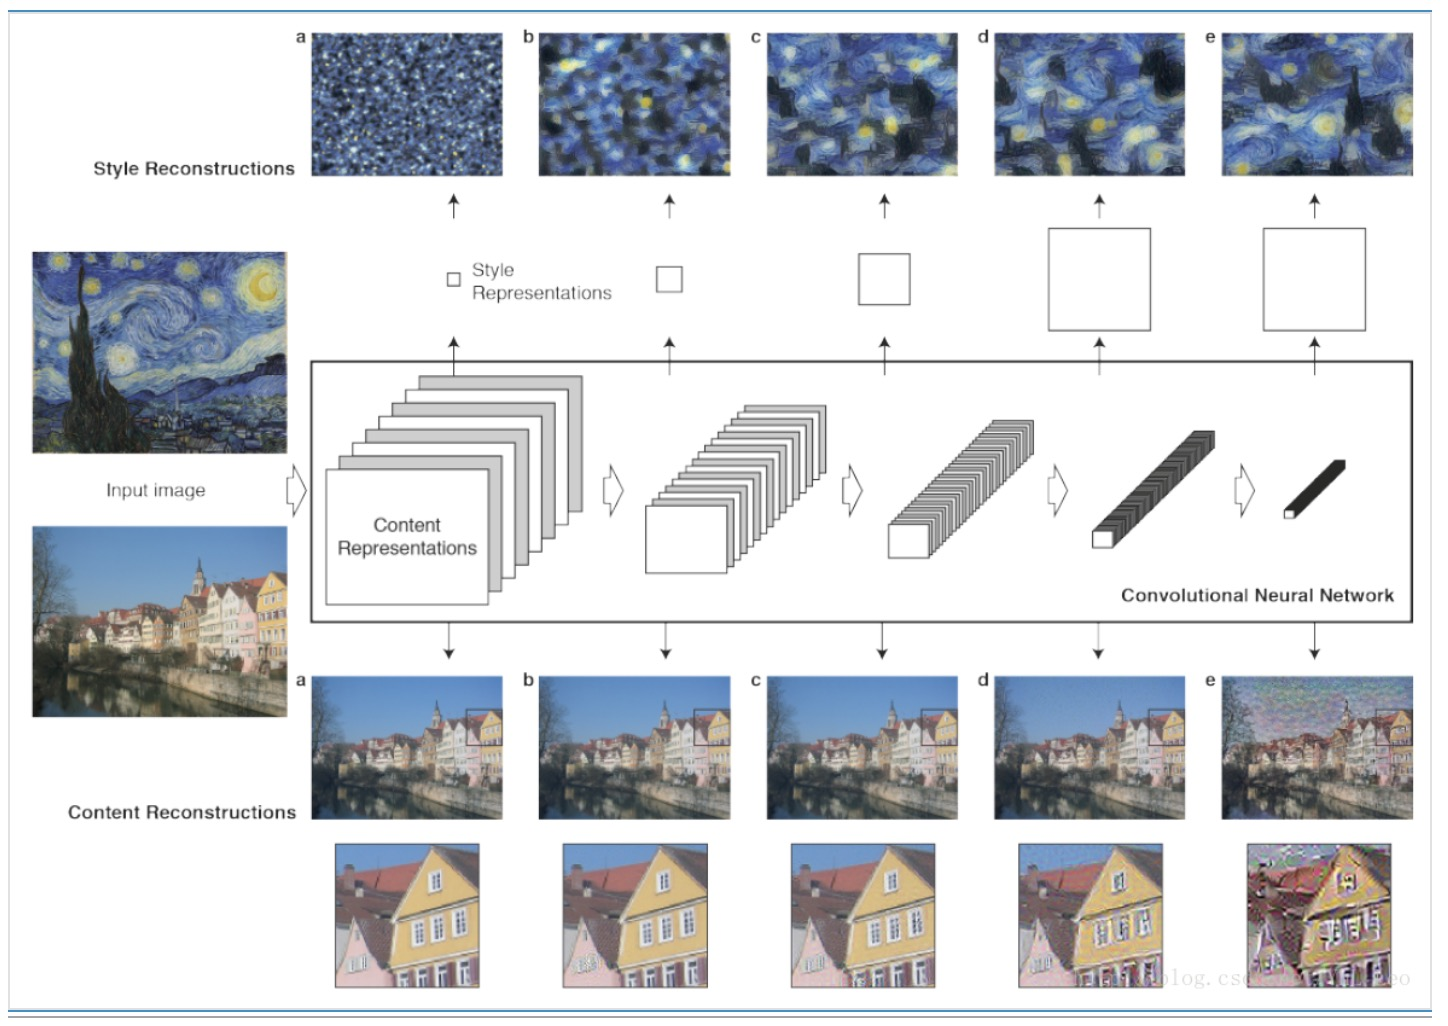 a b c d e
Style Reconstructions
Style
Representations
Input image
Content
Representations
Convolutional Neural Network
a b c d e
Content Reconstructions